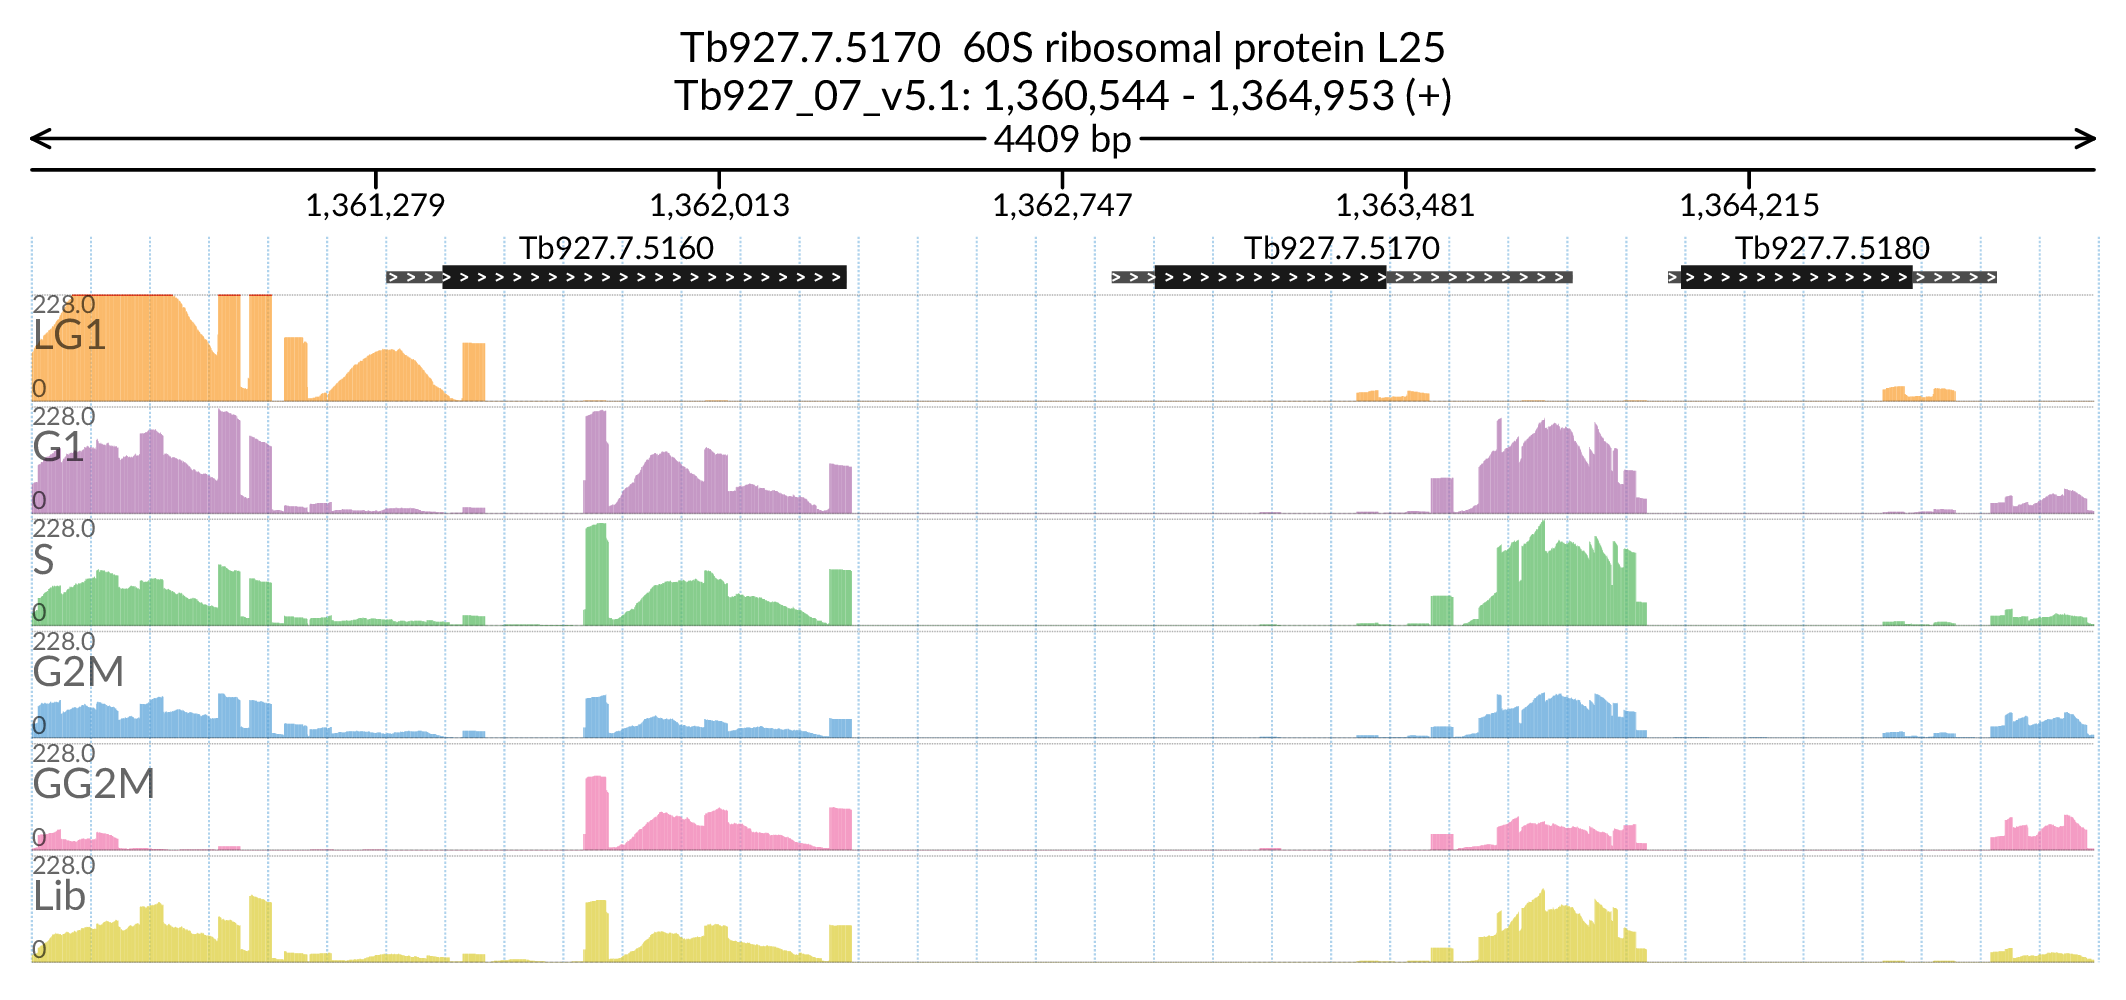 Tb927.7.5170  60S ribosomal protein L25
Tb927_07_v5.1: 1,360,544 - 1,364,953 (+)
4409 bp
1,361,279 1,362,013 1,362,747 1,363,481 1,364,215
Tb927.7.5160 Tb927.7.5170 Tb927.7.5180
228.0
LG1
0
228.0
G1
0
228.0
S
0
228.0
G2M
0
228.0
GG2M
0
228.0
Lib
0